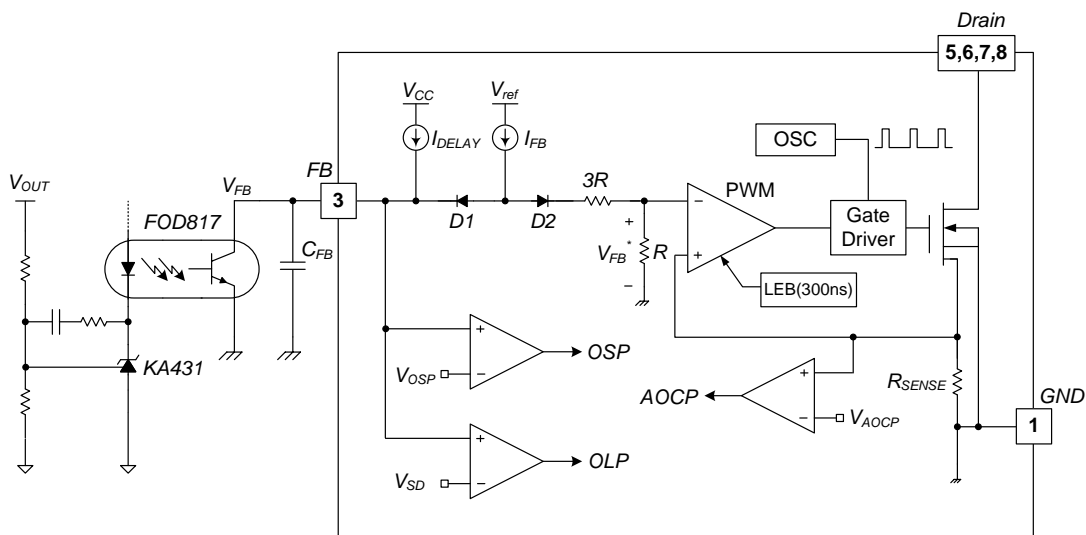 Drain
5,6,7,8
VCC
Vref
OSC
IDELAY
IFB
FB
3R
PWM
VOUT
VFB
3
FOD817
D1
D2
−
+
VFB*
R
−
+
Gate
Driver
CFB
LEB(300ns)
KA431
+
OSP
VOSP
−
AOCP
+
−
VAOCP
RSENSE
GND
1
+
OLP
VSD
−